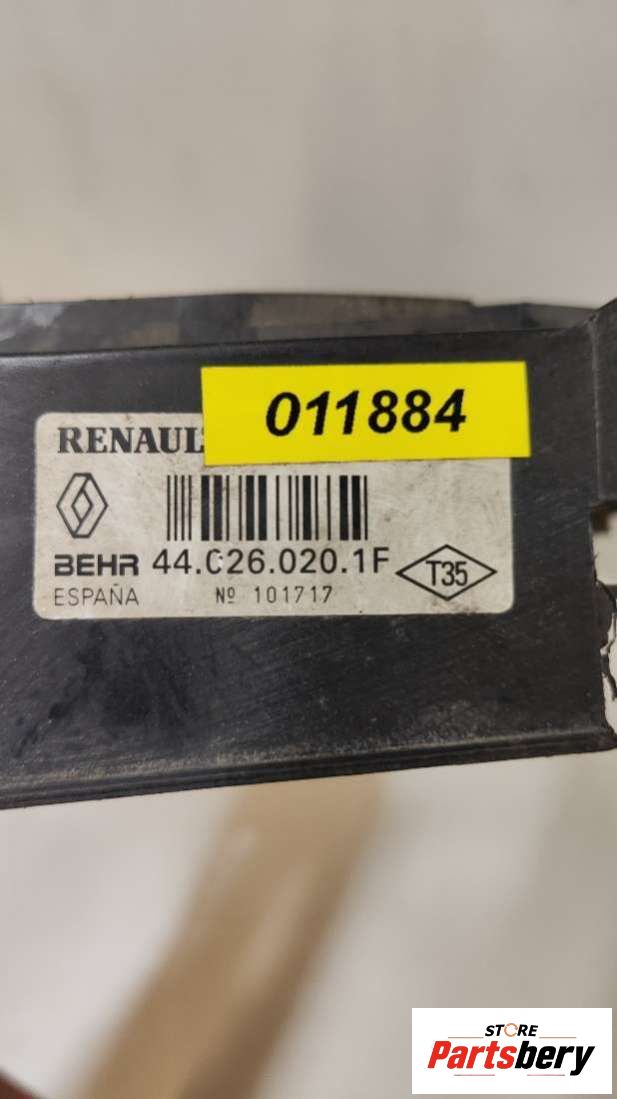 011884
RENAUL
BEHR 44.026.020.1F
T35
ESPAÑA Nº 101717
STORE
Partsbery